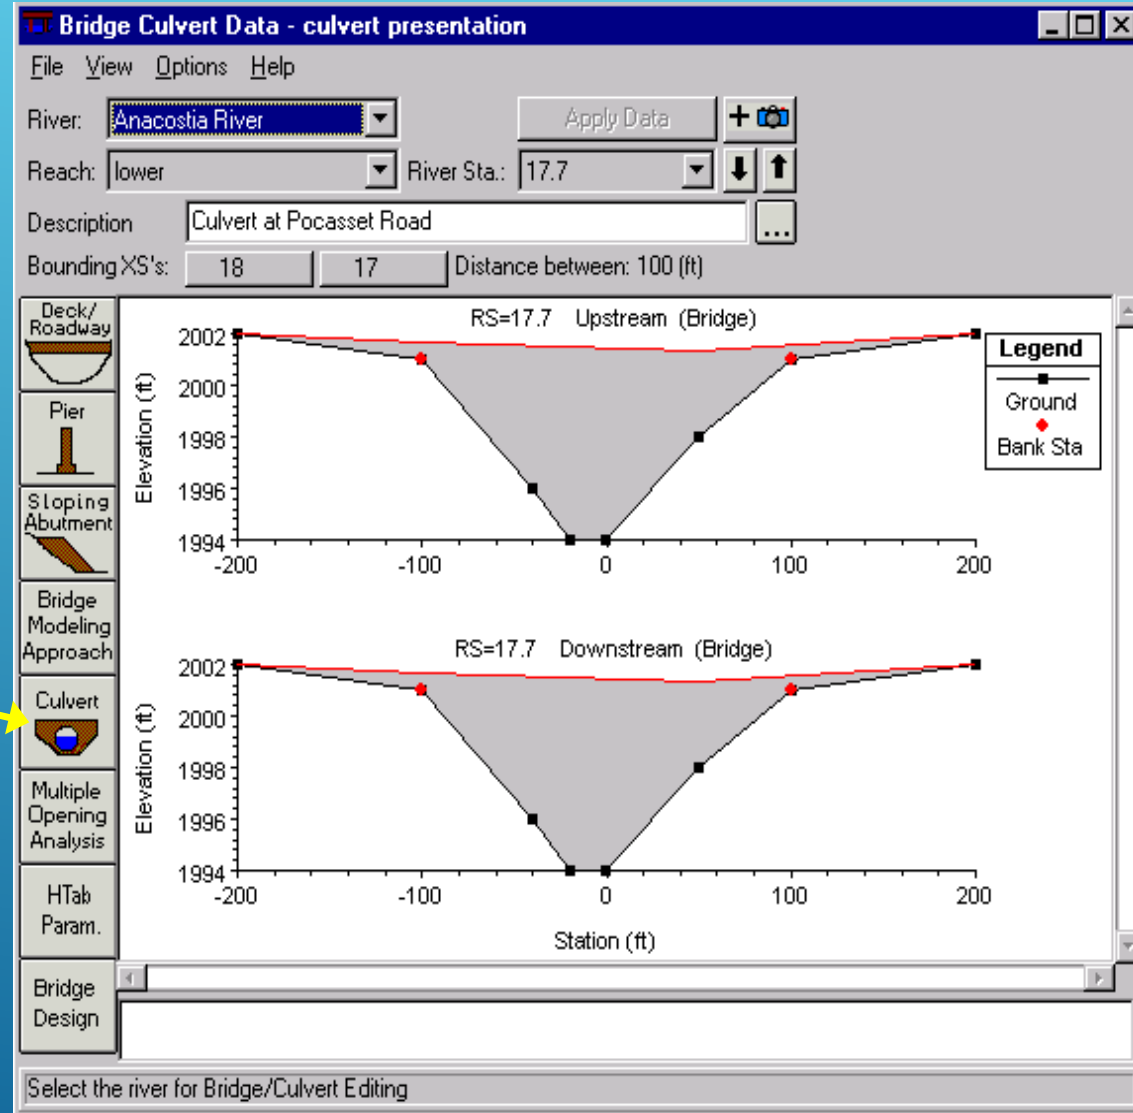 Bridge Culvert Data - culvert presentation
File View Options Help
River: Anacostia River Apply Data +
Reach: lower River Sta.: 17.7
Description Culvert at Pocasset Road ...
Bounding XS's: 18 17 Distance between: 100 (ft)
Deck/
Roadway
Pier
Sloping
Abutment
Bridge
Modeling
Approach
Culvert
Multiple
Opening
Analysis
HTab
Param.
Bridge
Design
RS=17.7 Upstream (Bridge)
Elevation (ft)
2002
2000
1998
1996
1994
-200 -100 0 100 200
Legend
Ground
Bank Sta
RS=17.7 Downstream (Bridge)
Elevation (ft)
2002
2000
1998
1996
1994
-200 -100 0 100 200
Station (ft)
Select the river for Bridge/Culvert Editing